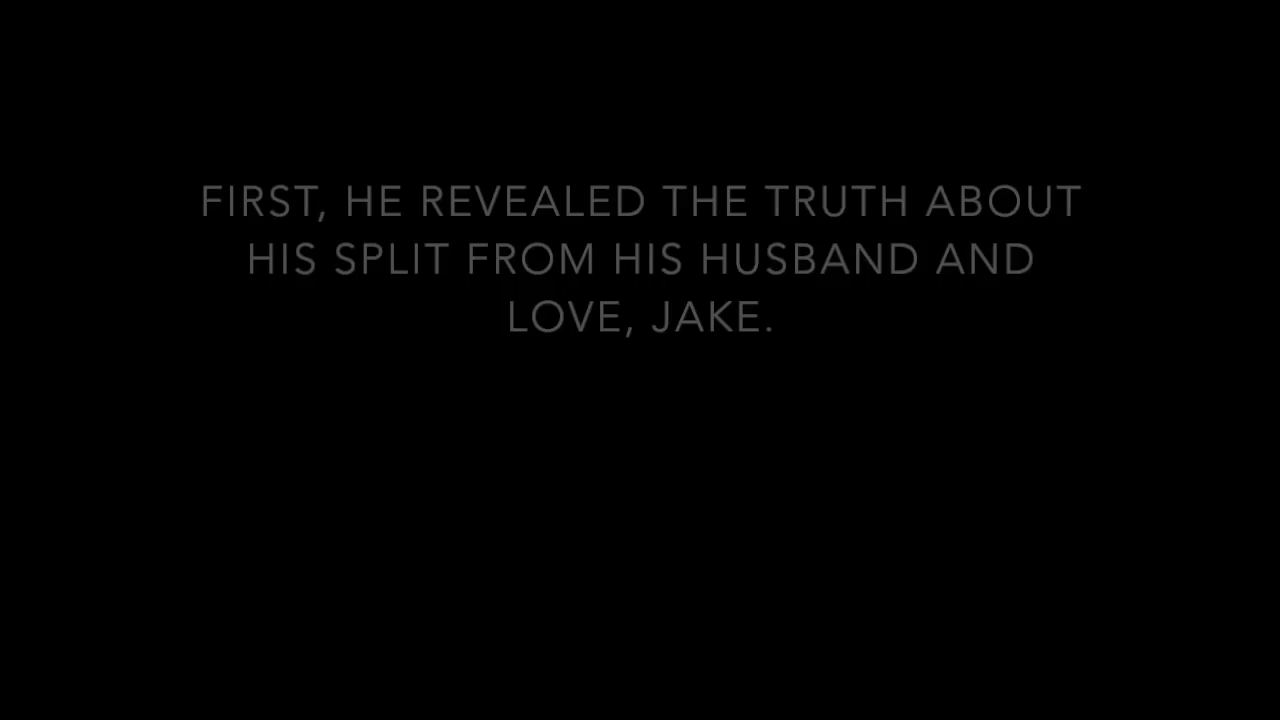 FIRST, HE REVEALED THE TRUTH ABOUT
HIS SPLIT FROM HIS HUSBAND AND
LOVE, JAKE.